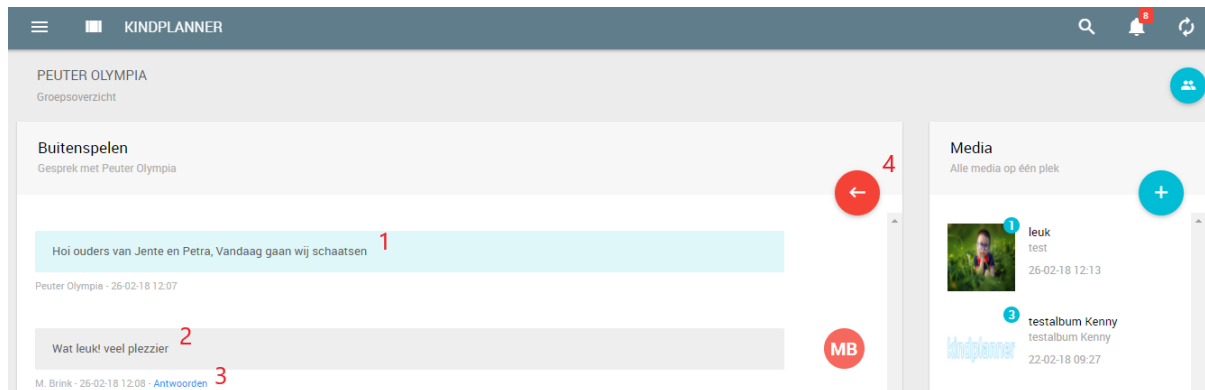 KINDPLANNER
8
PEUTER OLYMPIA
Groepsoverzicht
Buitenspelen
Gesprek met Peuter Olympia
4
Hoi ouders van Jente en Petra, Vandaag gaan wij schaatsen
1
Peuter Olympia - 26-02-18 12:07
Wat leuk! veel plezzier
2
MB
M. Brink - 26-02-18 12:08 - Antwoorden
3
Media
Alle media op één plek
1
leuk
test
26-02-18 12:13
3
testalbum Kenny
kindplanner
testalbum Kenny
22-02-18 09:27